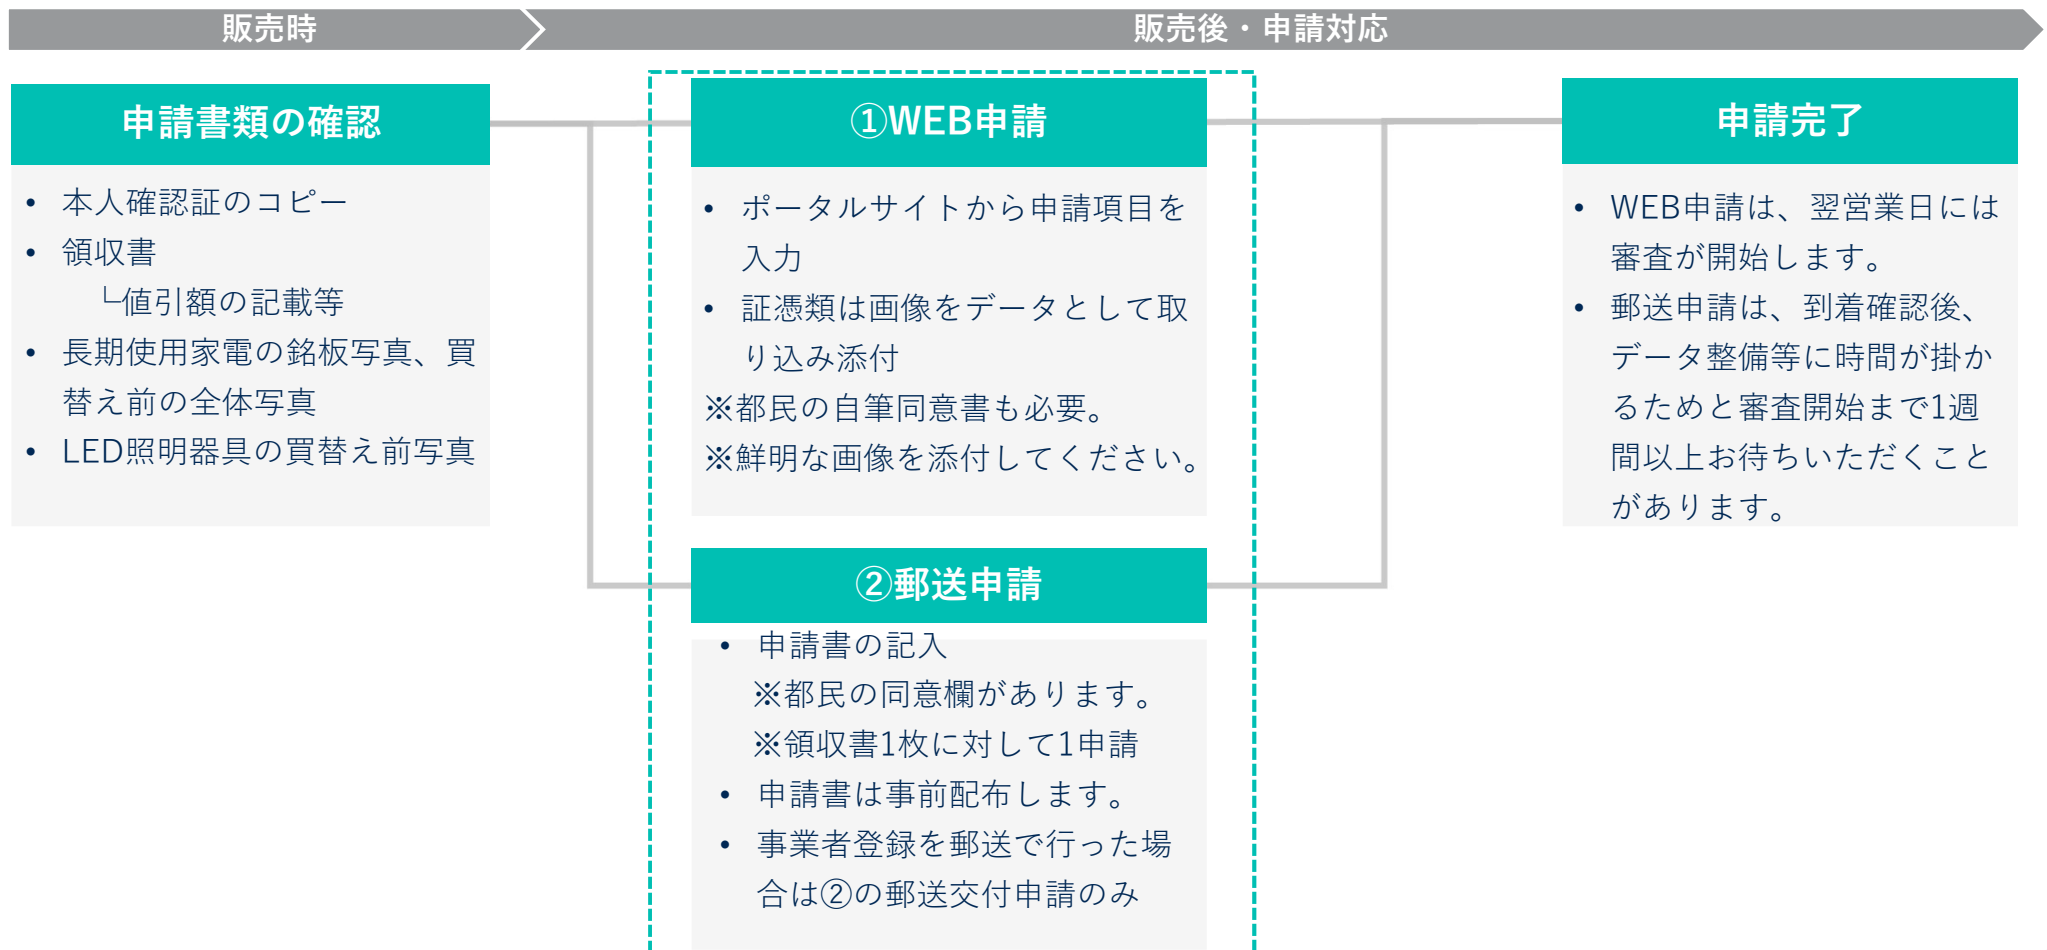 販売時
販売後・申請対応
申請書類の確認
• 本人確認証のコピー
• 領収書
└値引額の記載等
• 長期使用家電の銘板写真、買
替え前の全体写真
• LED照明器具の買替え前写真
①WEB申請
• ポータルサイトから申請項目を
入力
• 証憑類は画像をデータとして取
り込み添付
※都民の自筆同意書も必要。
※鮮明な画像を添付してください。
②郵送申請
• 申請書の記入
※都民の同意欄があります。
※領収書1枚に対して1申請
• 申請書は事前配布します。
• 事業者登録を郵送で行った場
合は②の郵送交付申請のみ
申請完了
• WEB申請は、翌営業日には
審査が開始します。
• 郵送申請は、到着確認後、
データ整備等に時間が掛か
るためと審査開始まで1週
間以上お待ちいただくこと
があります。